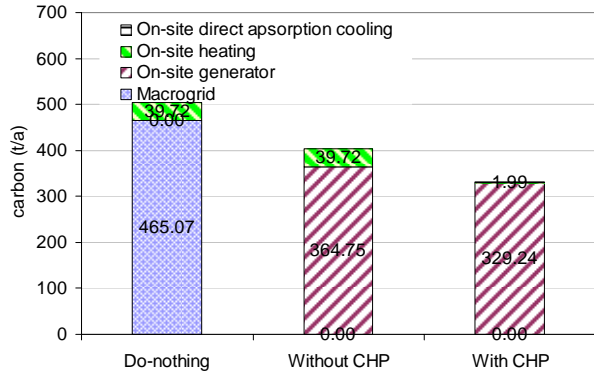 700
600
500
400
300
200
100
0
carbon (t/a)
On-site direct apsorption cooling
On-site heating
On-site generator
Macrogrid
39.72
0.00
465.07
39.72
364.75
0.00
1.99
329.24
0.00
Do-nothing
Without CHP
With CHP